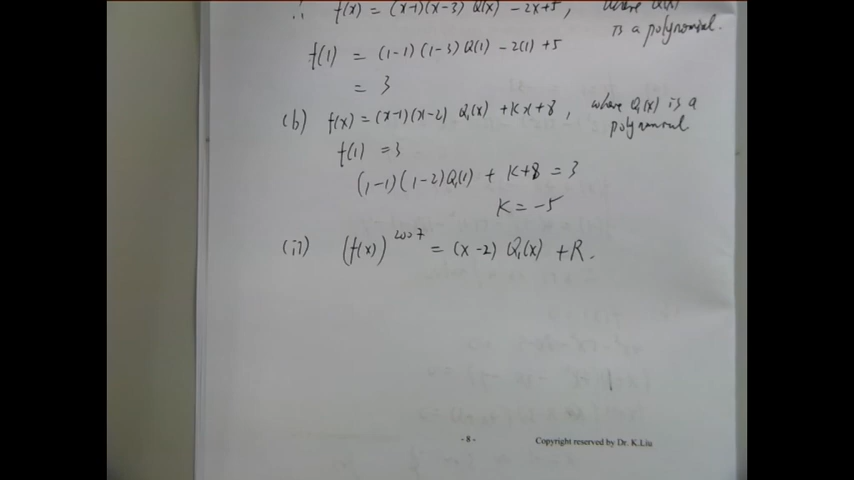 ∴ f(x) = (x-1)(x-3) Q(x) - 2x+5, where Q(x)
is a polynomial.
f(1) = (1-1)(1-3) Q(1) - 2(1) + 5
= 3
(b) f(x) = (x-1)(x-2) Q₁(x) + Kx+8, where Q₁(x) is a
polynomial.
f(1) = 3
(1-1)(1-2)Q(1) + K+8 = 3
K = -5
(ii) (f(x))²⁰⁰⁷ = (x-2) Q₁(x) + R.
- 8 -
Copyright reserved by Dr. K.Liu